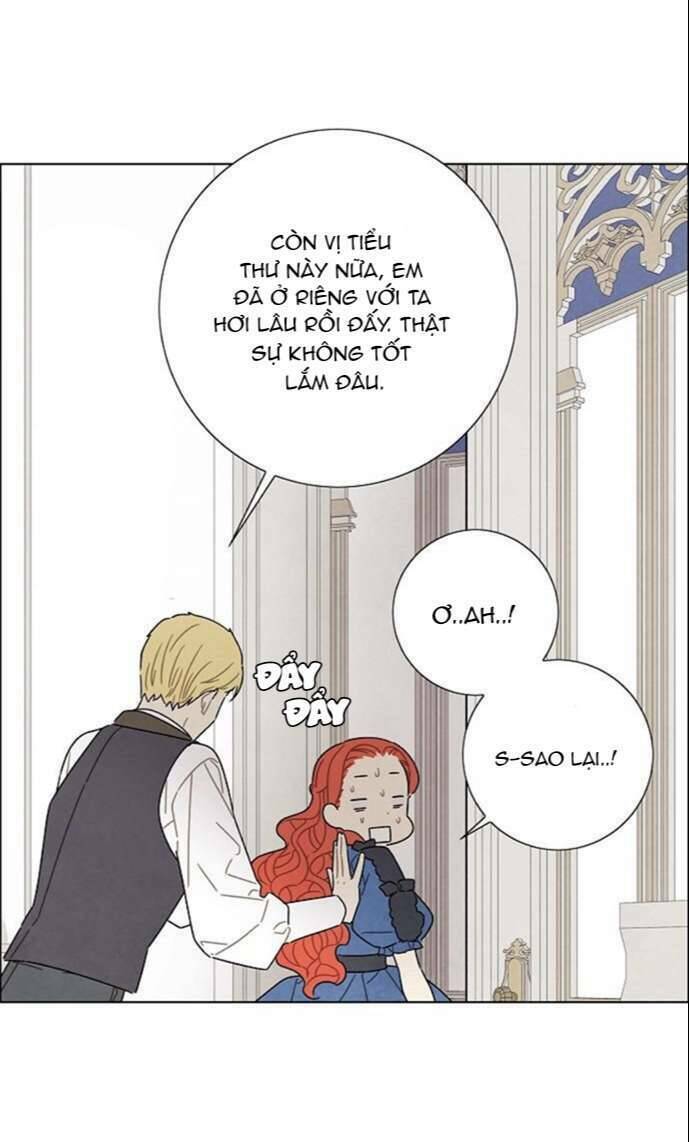 CÒN VỊ TIỂU
THƯ NÀY NỮA, EM
ĐÃ Ở RIÊNG VỚI TA
HƠI LÂU RỒI ĐẤY. THẬT
SỰ KHÔNG TỐT
LẮM ĐÂU.
Ơ..AH..!
ĐẨY
ĐẨY
S-SAO LẠI..!